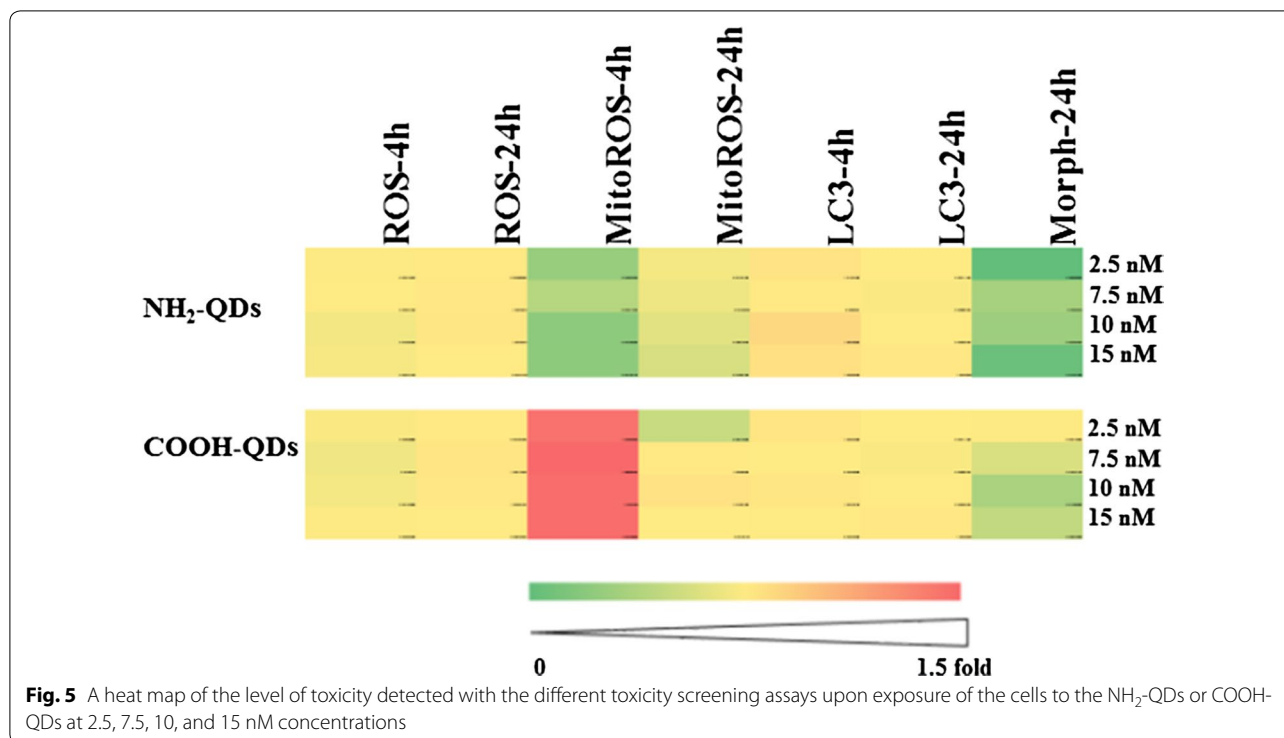 ROS-4h ROS-24h MitoROS-4h MitoROS-24h LC3-4h LC3-24h Morph-24h
NH₂-QDs
2.5 nM
7.5 nM
10 nM
15 nM
COOH-QDs
2.5 nM
7.5 nM
10 nM
15 nM
0 1.5 fold
Fig. 5 A heat map of the level of toxicity detected with the different toxicity screening assays upon exposure of the cells to the NH₂-QDs or COOH-
QDs at 2.5, 7.5, 10, and 15 nM concentrations